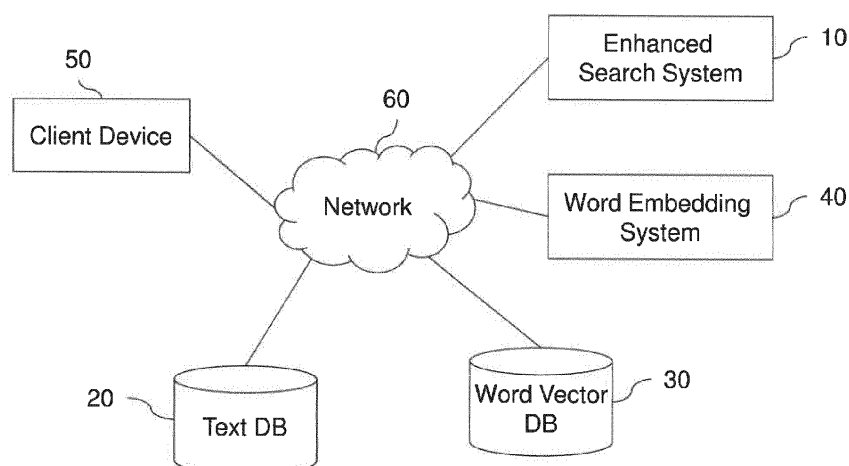 Enhanced
Search System
10
50
Client Device
60
Network
Word Embedding
System
40
20
Text DB
Word Vector
DB
30